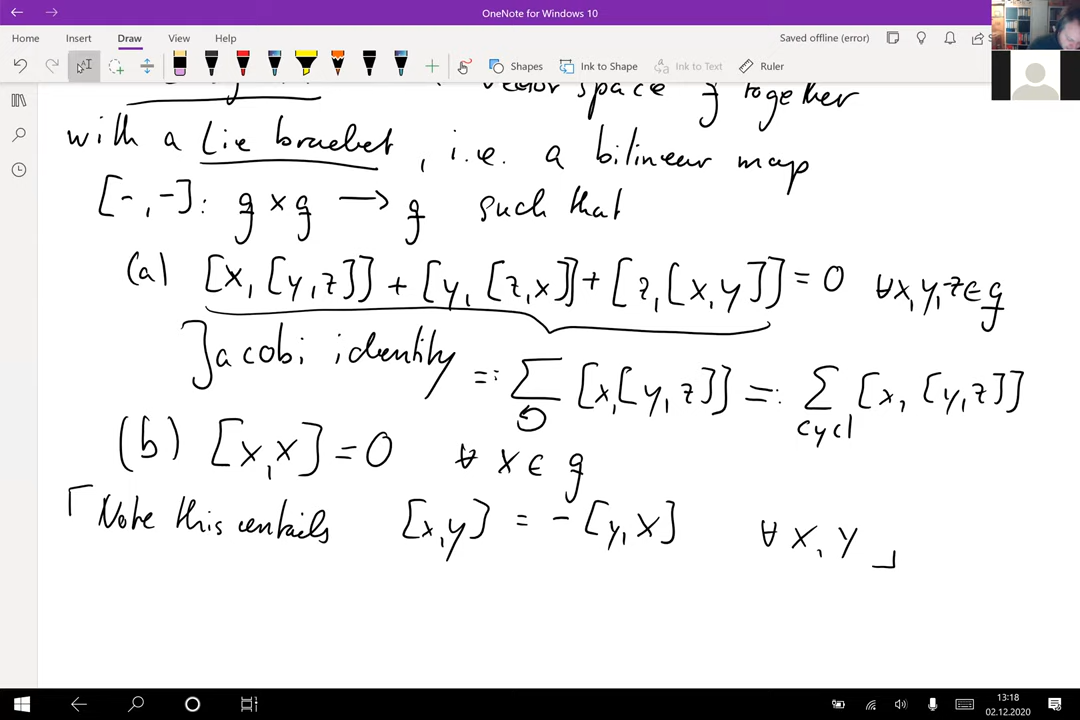 OneNote for Windows 10
Home Insert Draw View Help
Saved offline (error)
Shapes Ink to Shape Ink to Text Ruler
vector space g together
with a Lie bracket, i.e. a bilinear map
[-,-]: g × g → g such that
(a) [x,[y,z]] + [y,[z,x]] + [z,[x,y]] = 0 ∀x,y,z∈g
Jacobi identity =: ∑↺ [x,[y,z]] =: ∑cycl [x,[y,z]]
(b) [x,x] = 0 ∀ x ∈ g
⌈Note this entails [x,y] = -[y,x] ∀ x,y ⌋
13:18
02.12.2020